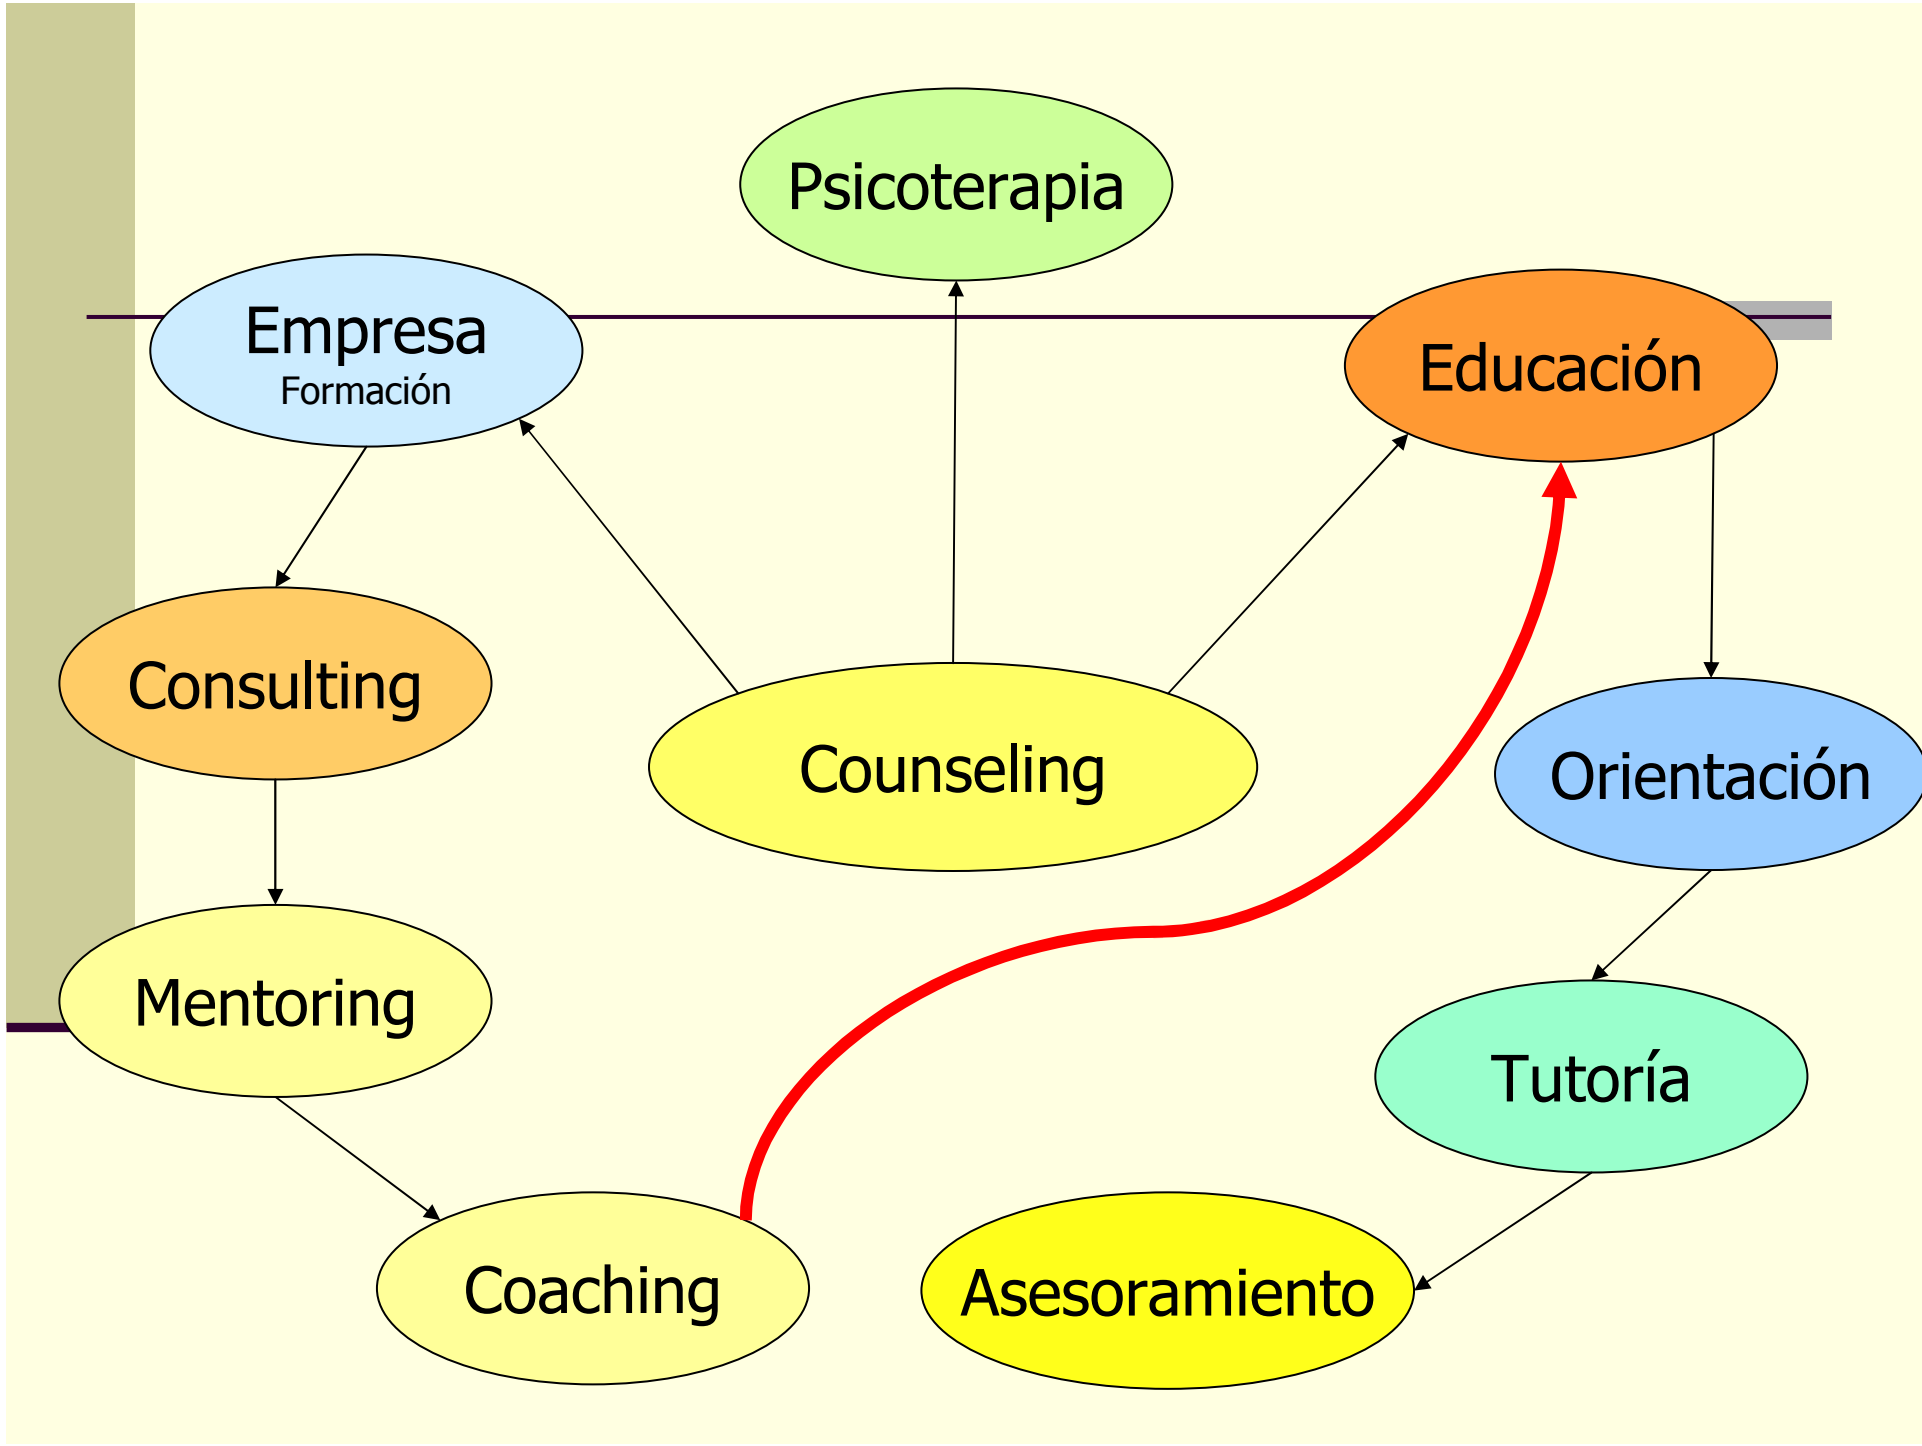 Psicoterapia
Empresa
Formación
Educación
Consulting
Counseling
Orientación
Mentoring
Tutoría
Coaching
Asesoramiento